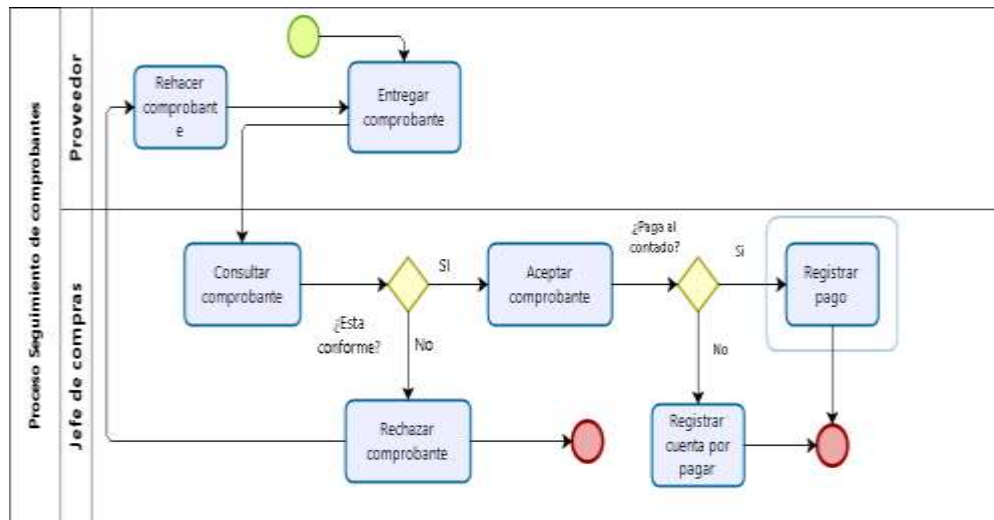 Proceso Seguimiento de comprobantes
Proveedor
Rehacer
comprobant
e
Entregar
comprobante
Jefe de compras
Consultar
comprobante
¿Esta
conforme?
SI
No
Aceptar
comprobante
¿Paga al
contado?
Si
No
Registrar
pago
Rechazar
comprobante
Registrar
cuenta por
pagar